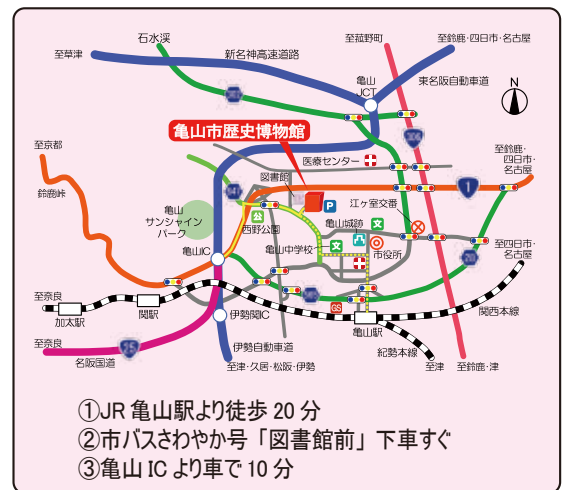 至草津
石水渓
新名神高速道路
至菰野町
至鈴鹿・四日市・名古屋
亀山
JCT
東名阪自動車道
N
306
亀山市歴史博物館
至京都
鈴鹿峠
医療センター
至鈴鹿・
四日市・
名古屋
1
図書館
P
江ヶ室交番
亀山
サンシャイン
パーク
公
西野公園
亀山城跡
文
亀山中学校
文
市役所
亀山IC
至四日市・
名古屋
至奈良
加太駅
関駅
伊勢関IC
GS
亀山駅
関西本線
至奈良
25
名阪国道
伊勢自動車道
紀勢本線
至津・久居・松阪・伊勢
至津
至鈴鹿・津
①JR 亀山駅より徒歩 20 分
②市バスさわやか号「図書館前」下車すぐ
③亀山 IC より車で 10 分